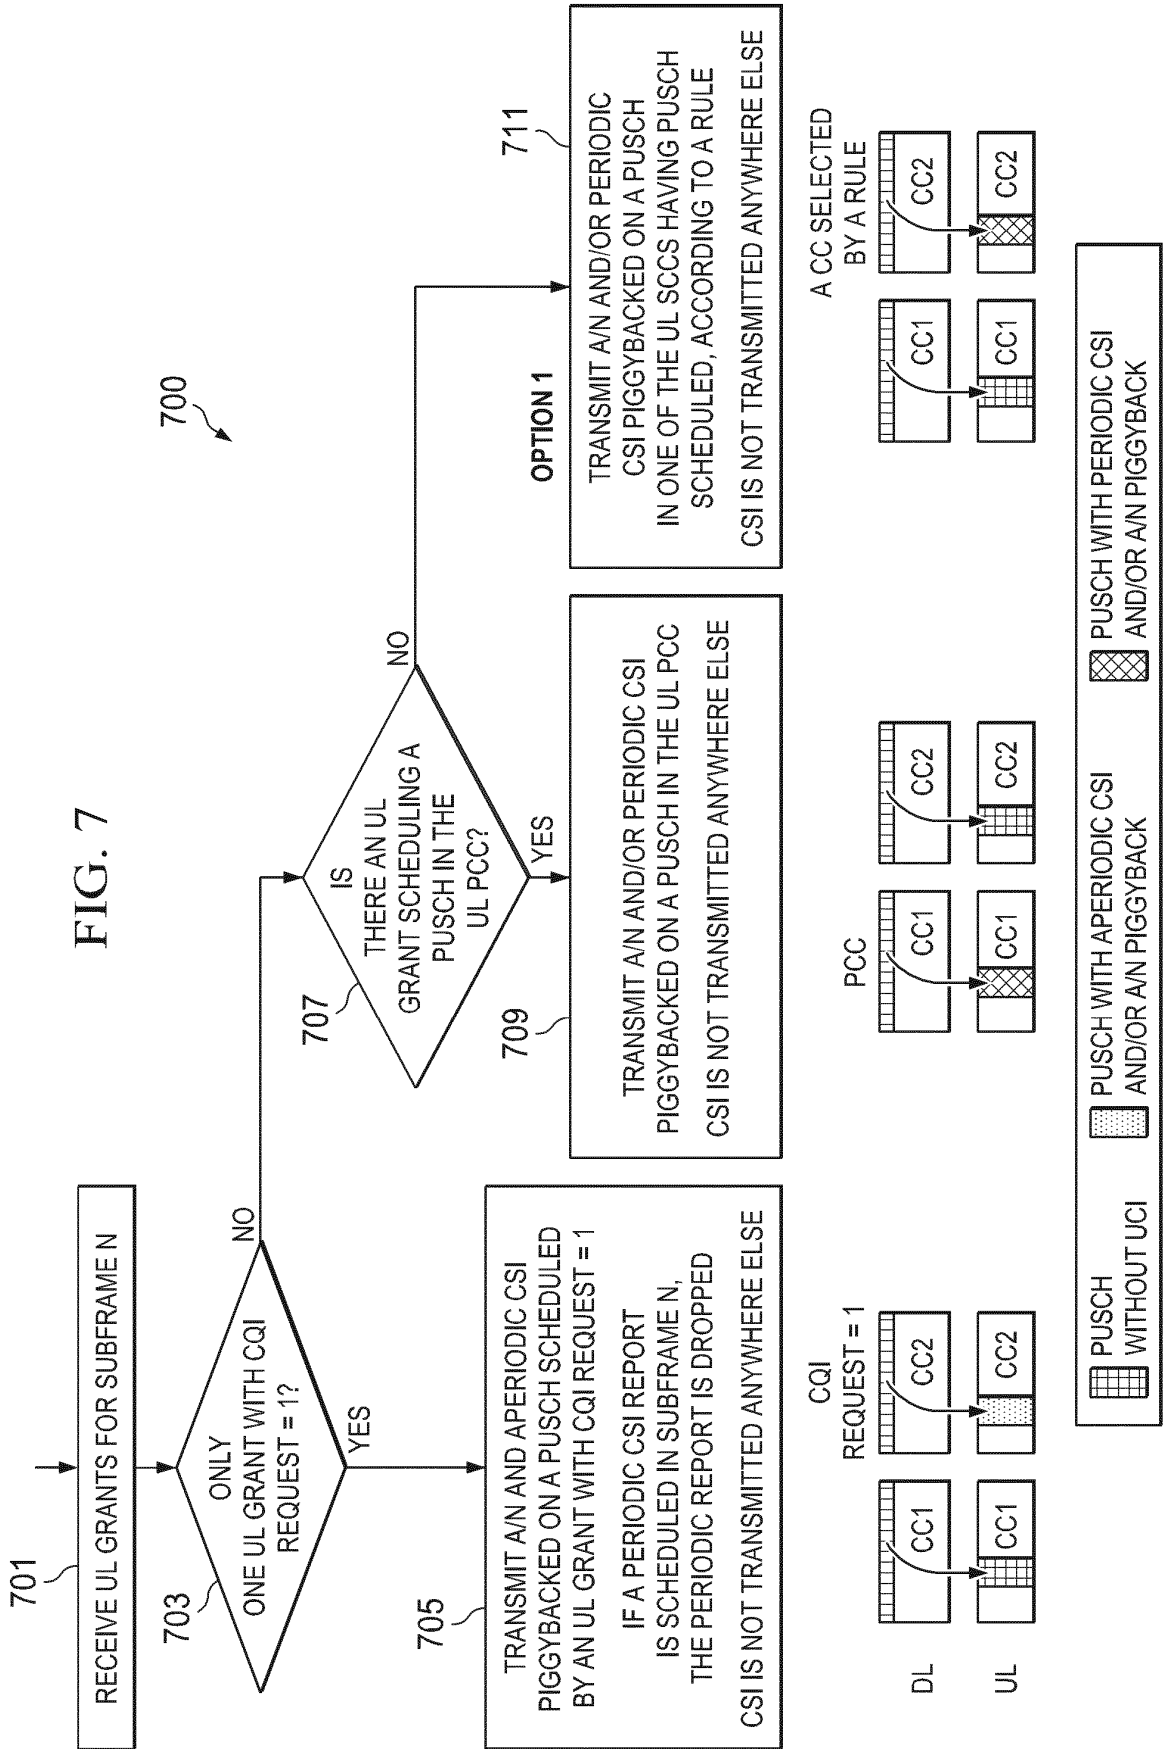 FIG. 7
700
701
RECEIVE UL GRANTS FOR SUBFRAME N
703
ONLY
ONE UL GRANT WITH CQI
REQUEST = 1?
NO
YES
705
TRANSMIT A/N AND APERIODIC CSI
PIGGYBACKED ON A PUSCH SCHEDULED
BY AN UL GRANT WITH CQI REQUEST = 1
IF A PERIODIC CSI REPORT
IS SCHEDULED IN SUBFRAME N,
THE PERIODIC REPORT IS DROPPED
CSI IS NOT TRANSMITTED ANYWHERE ELSE
707
IS
THERE AN UL
GRANT SCHEDULING A
PUSCH IN THE
UL PCC?
NO
YES
709
TRANSMIT A/N AND/OR PERIODIC CSI
PIGGYBACKED ON A PUSCH IN THE UL PCC
CSI IS NOT TRANSMITTED ANYWHERE ELSE
OPTION 1
711
TRANSMIT A/N AND/OR PERIODIC
CSI PIGGYBACKED ON A PUSCH
IN ONE OF THE UL SCCS HAVING PUSCH
SCHEDULED, ACCORDING TO A RULE
CSI IS NOT TRANSMITTED ANYWHERE ELSE
CQI
REQUEST = 1
PCC
A CC SELECTED
BY A RULE
DL
CC1
CC2
CC1
CC2
CC1
CC2
UL
CC1
CC2
CC1
CC2
CC1
CC2
PUSCH
WITHOUT UCI
PUSCH WITH APERIODIC CSI
AND/OR A/N PIGGYBACK
PUSCH WITH PERIODIC CSI
AND/OR A/N PIGGYBACK